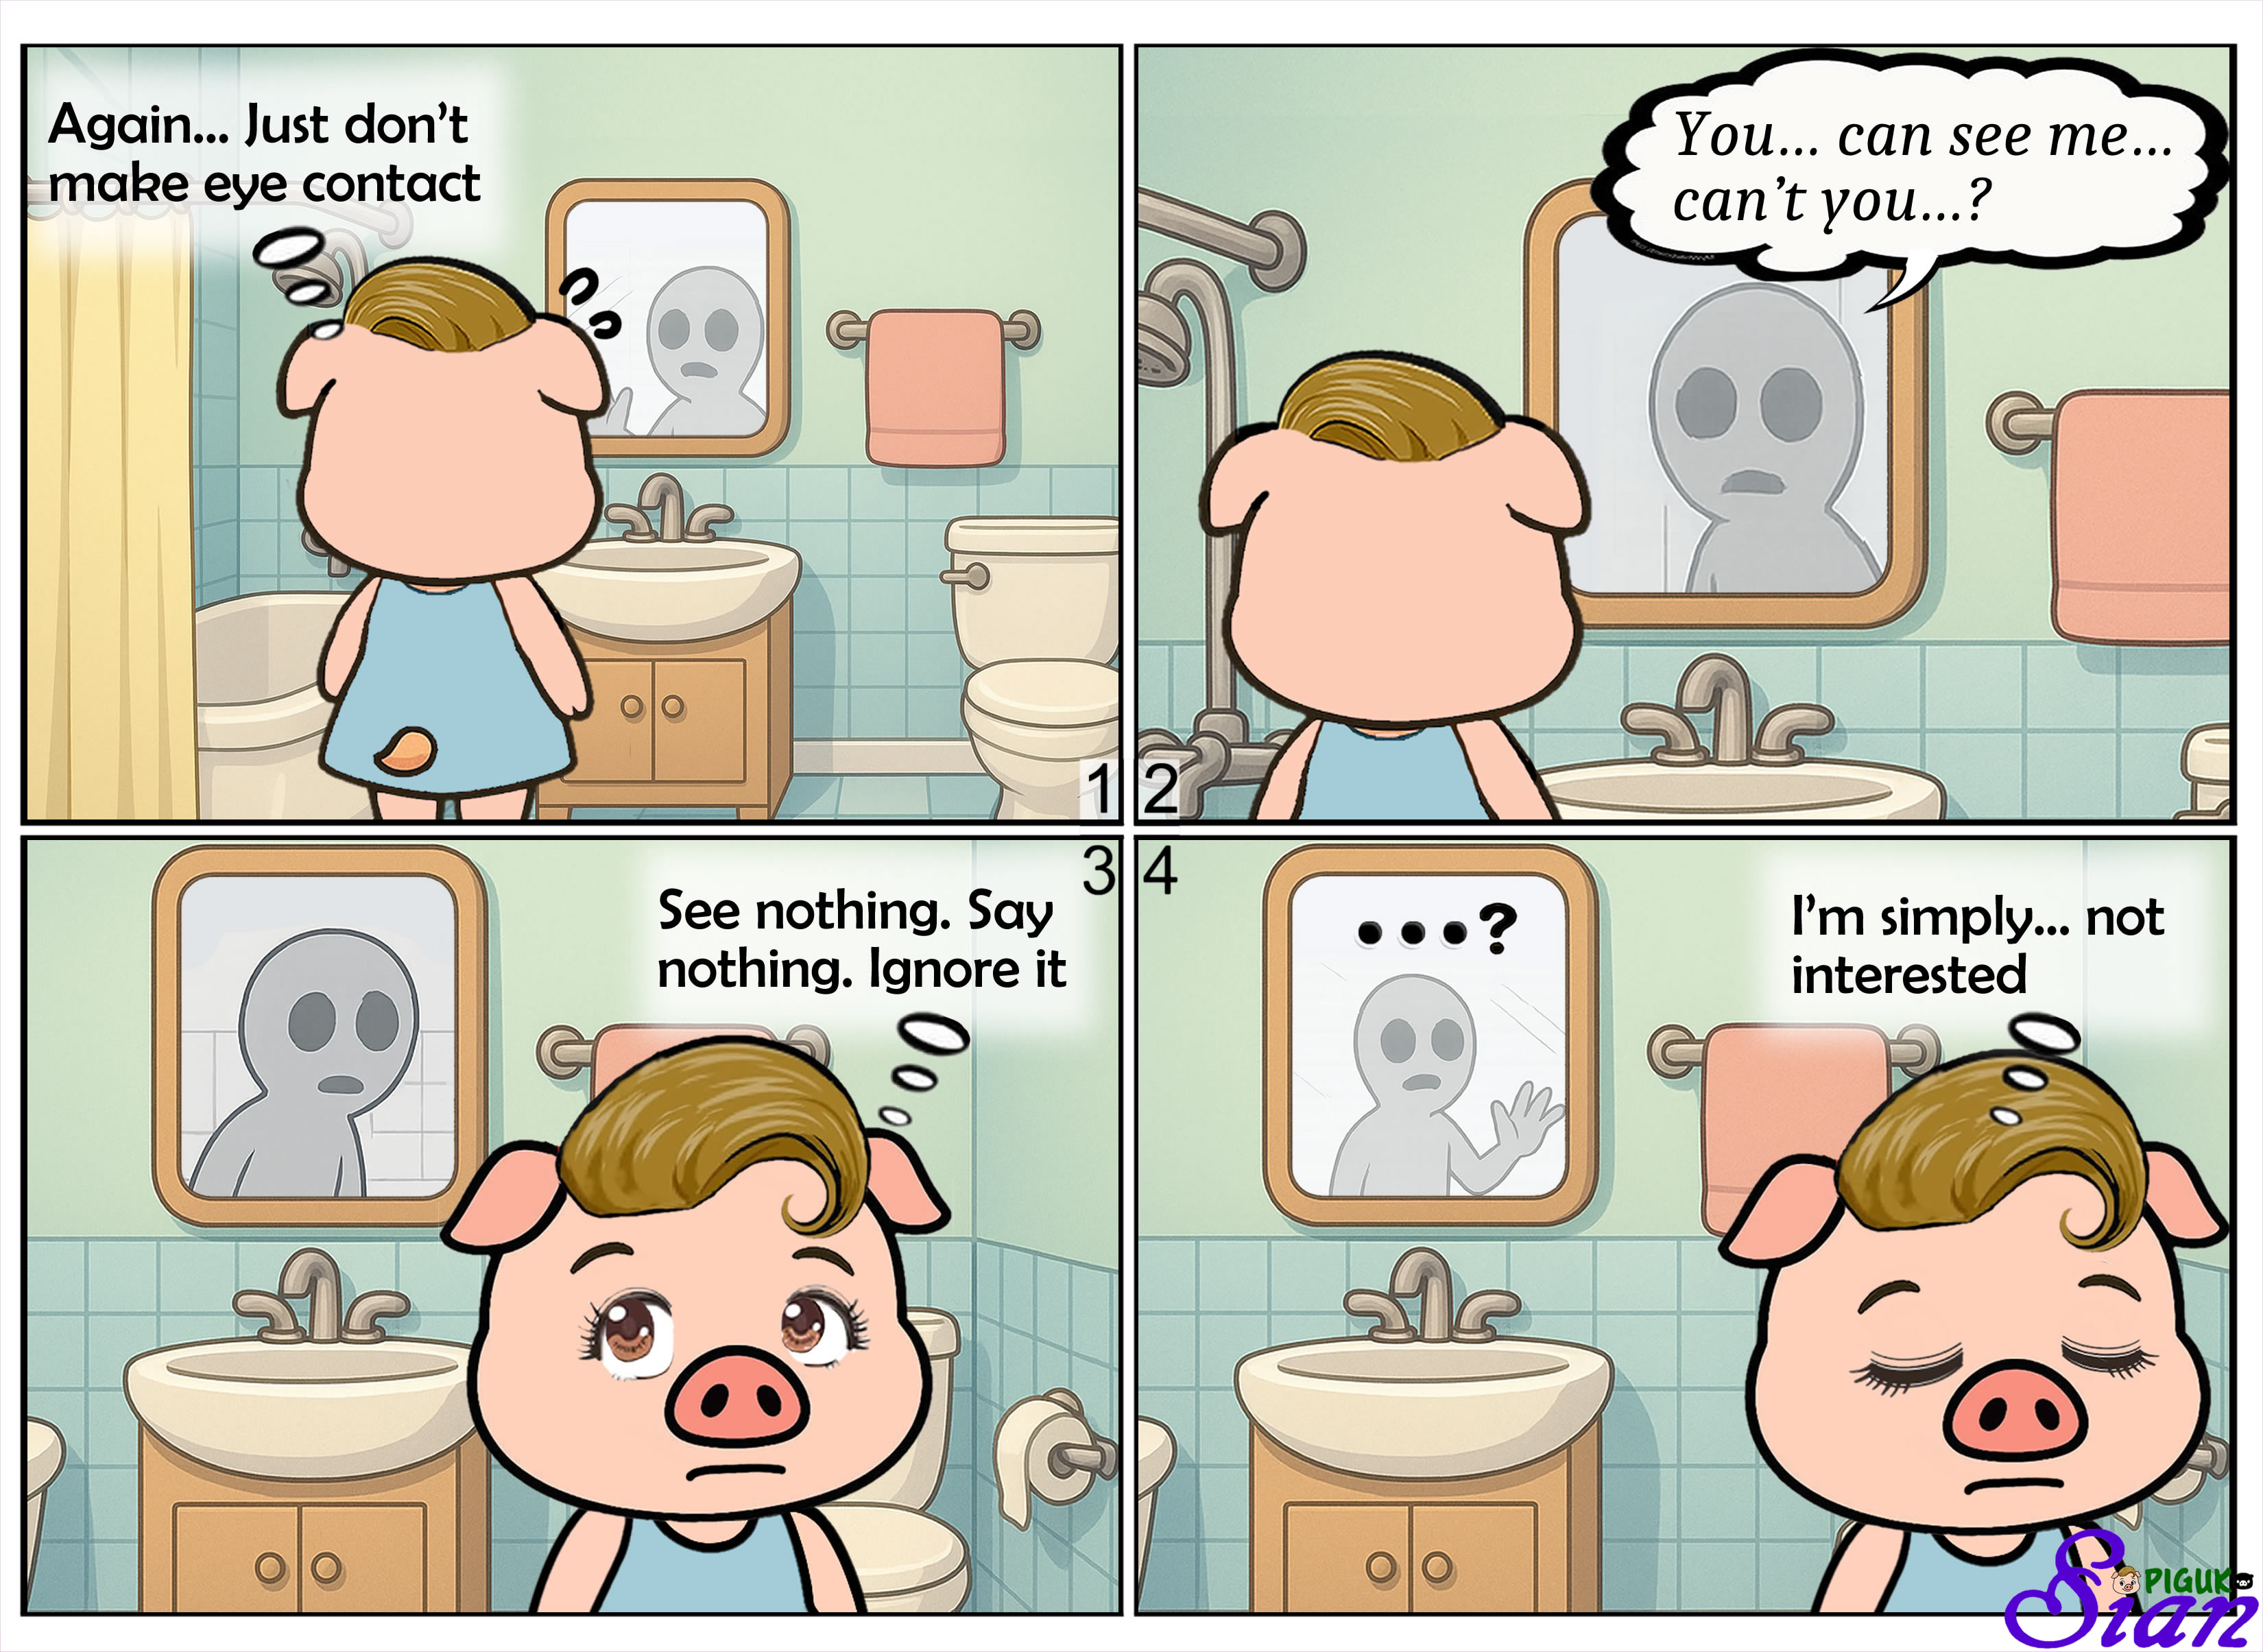 Again... Just don't
make eye contact
You... can see me...
can't you...?
1
2
3
See nothing. Say
nothing. Ignore it
4
...?
I'm simply... not
interested
PIGUK
Sian